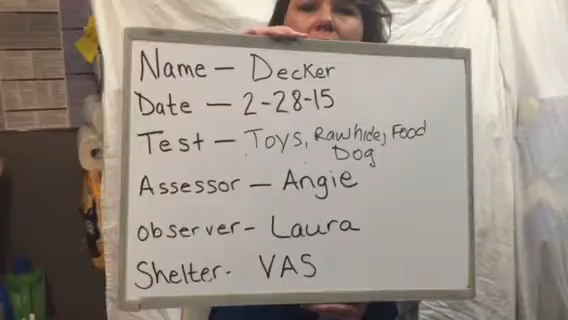 Name - Decker
Date - 2-28-15
Test - Toys, Rawhide, Food
Dog
Assessor - Angie
observer - Laura
Shelter - VAS